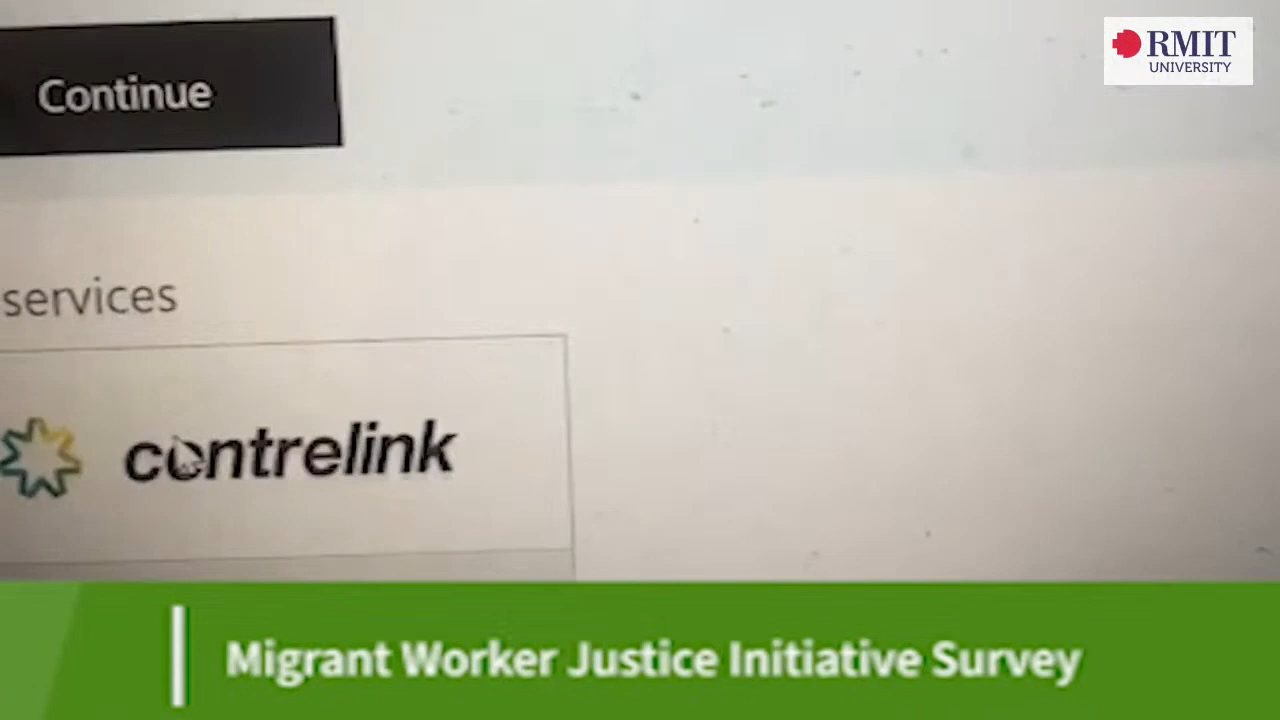 Continue
RMIT
UNIVERSITY
services
centrelink
Migrant Worker Justice Initiative Survey